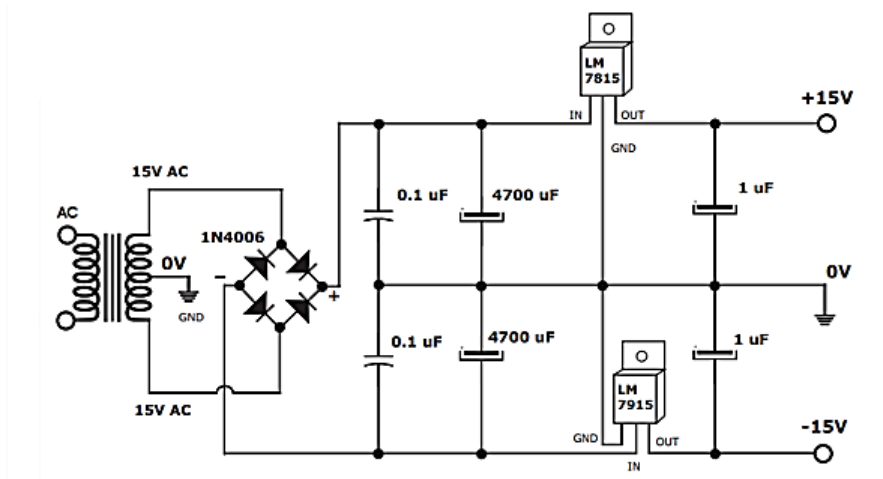 LM
7815
+15V
IN
OUT
GND
15V AC
0.1 uF
4700 uF
1 uF
AC
1N4006
0V
-
+
GND
0V
0.1 uF
4700 uF
1 uF
LM
7915
15V AC
GND
OUT
IN
-15V